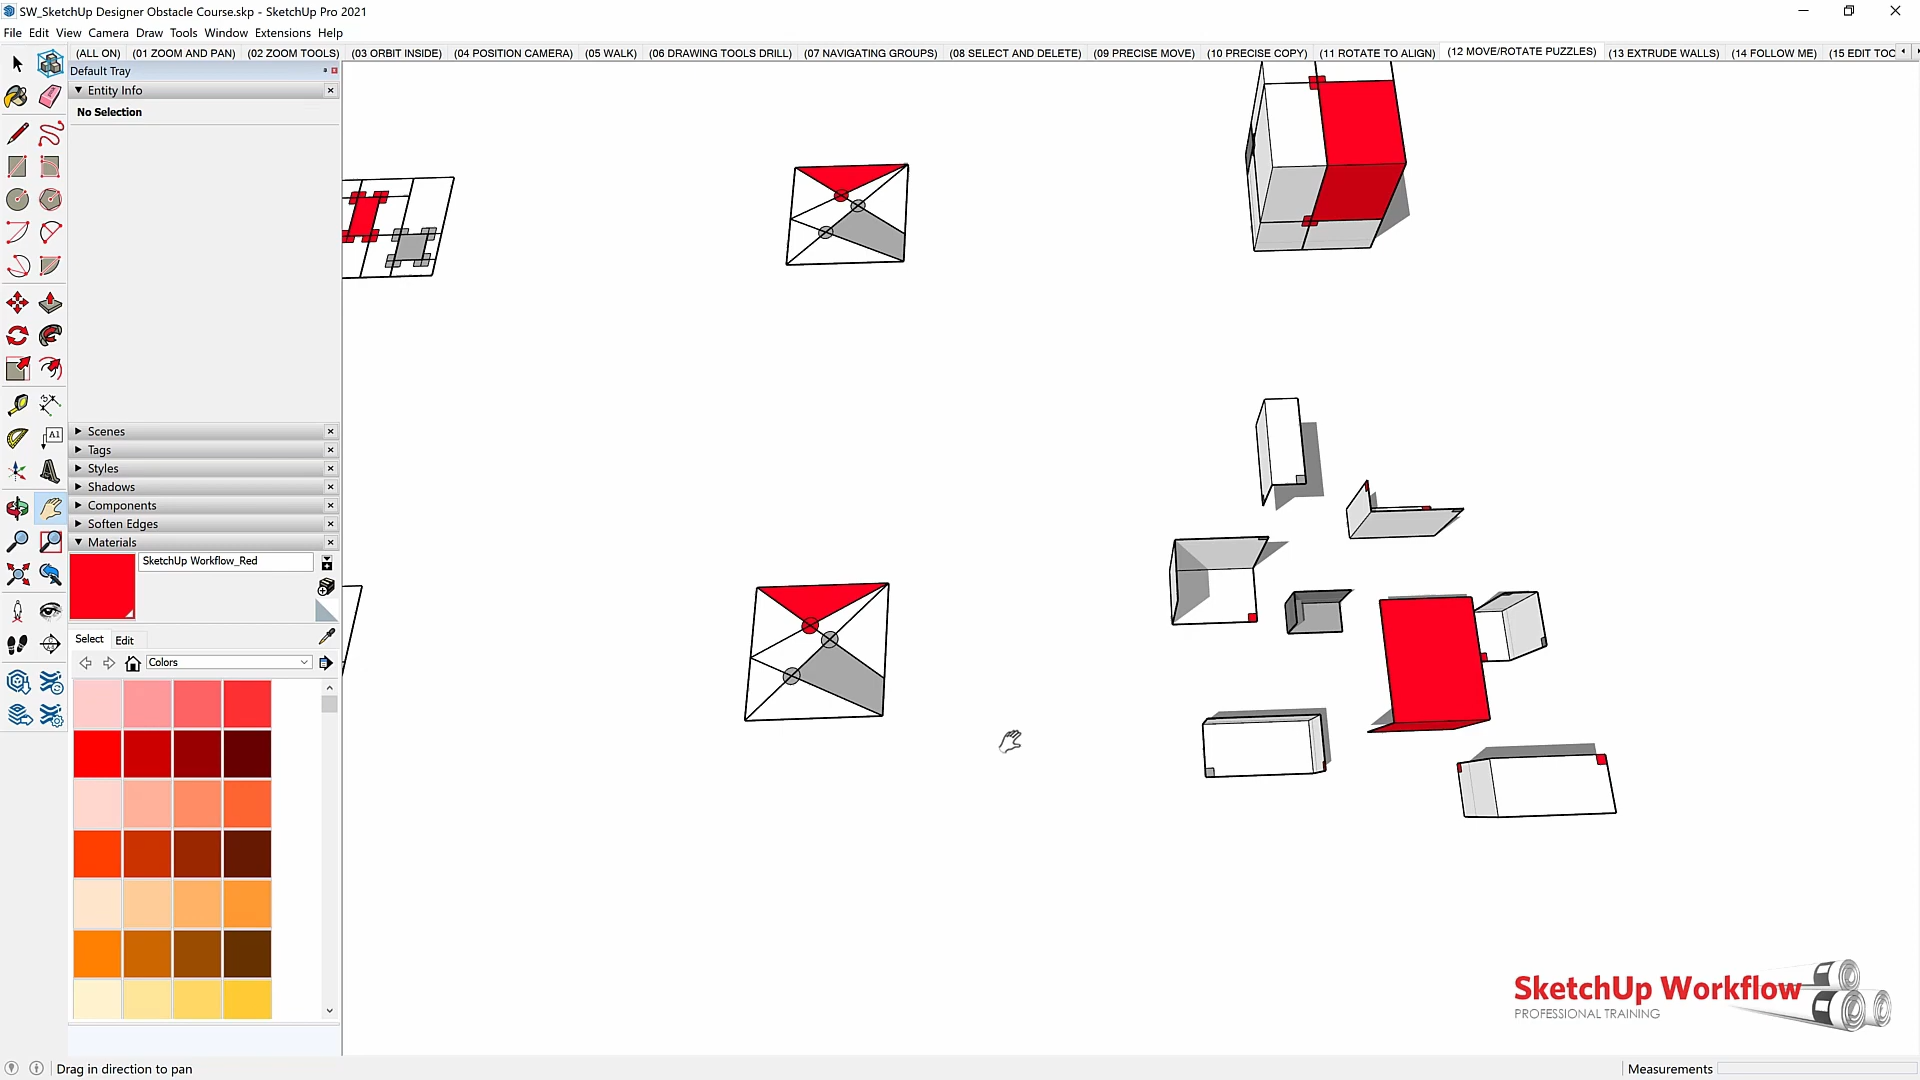 SW_SketchUp Designer Obstacle Course.skp - SketchUp Pro 2021
File Edit View Camera Draw Tools Window Extensions Help
(ALL ON) (01 ZOOM AND PAN) (02 ZOOM TOOLS) (03 ORBIT INSIDE) (04 POSITION CAMERA) (05 WALK) (06 DRAWING TOOLS DRILL) (07 NAVIGATING GROUPS) (08 SELECT AND DELETE) (09 PRECISE MOVE) (10 PRECISE COPY) (11 ROTATE TO ALIGN) (12 MOVE/ROTATE PUZZLES) (13 EXTRUDE WALLS) (14 FOLLOW ME) (15 EDIT TOO
Default Tray
Entity Info
No Selection
A1
Scenes
Tags
Styles
Shadows
Components
Soften Edges
Materials
SketchUp Workflow_Red
Select Edit
Colors
SketchUp Workflow
PROFESSIONAL TRAINING
Drag in direction to pan
Measurements